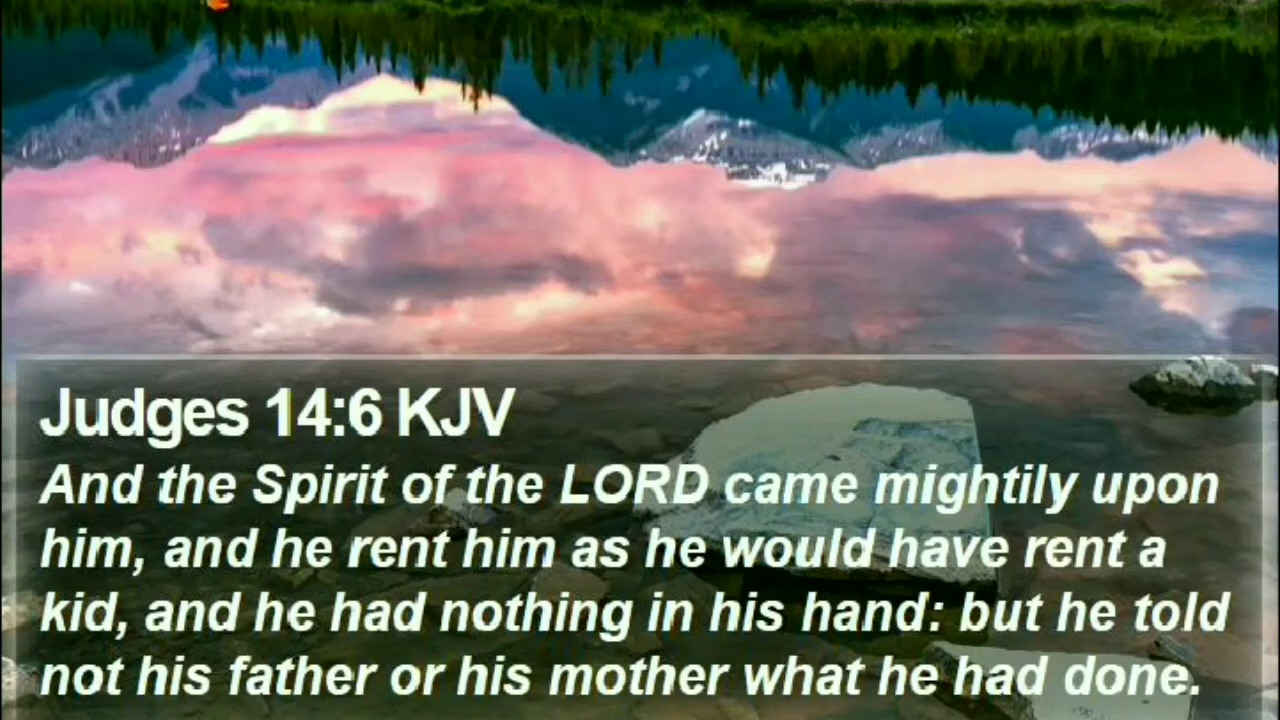 Judges 14:6 KJV
And the Spirit of the LORD came mightily upon
him, and he rent him as he would have rent a
kid, and he had nothing in his hand: but he told
not his father or his mother what he had done.